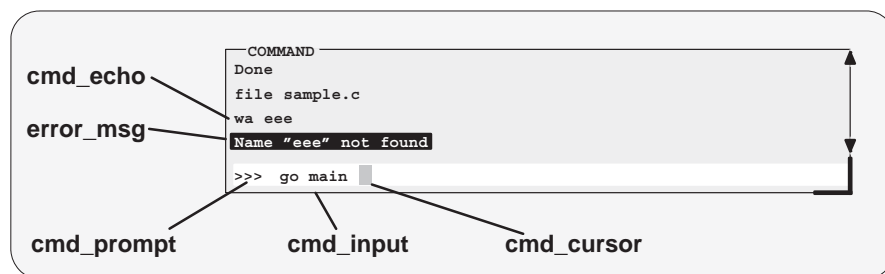 COMMAND
Done
cmd_echo
file sample.c
wa eee
error_msg
Name ″eee″ not found
>>> go main
cmd_prompt cmd_input cmd_cursor